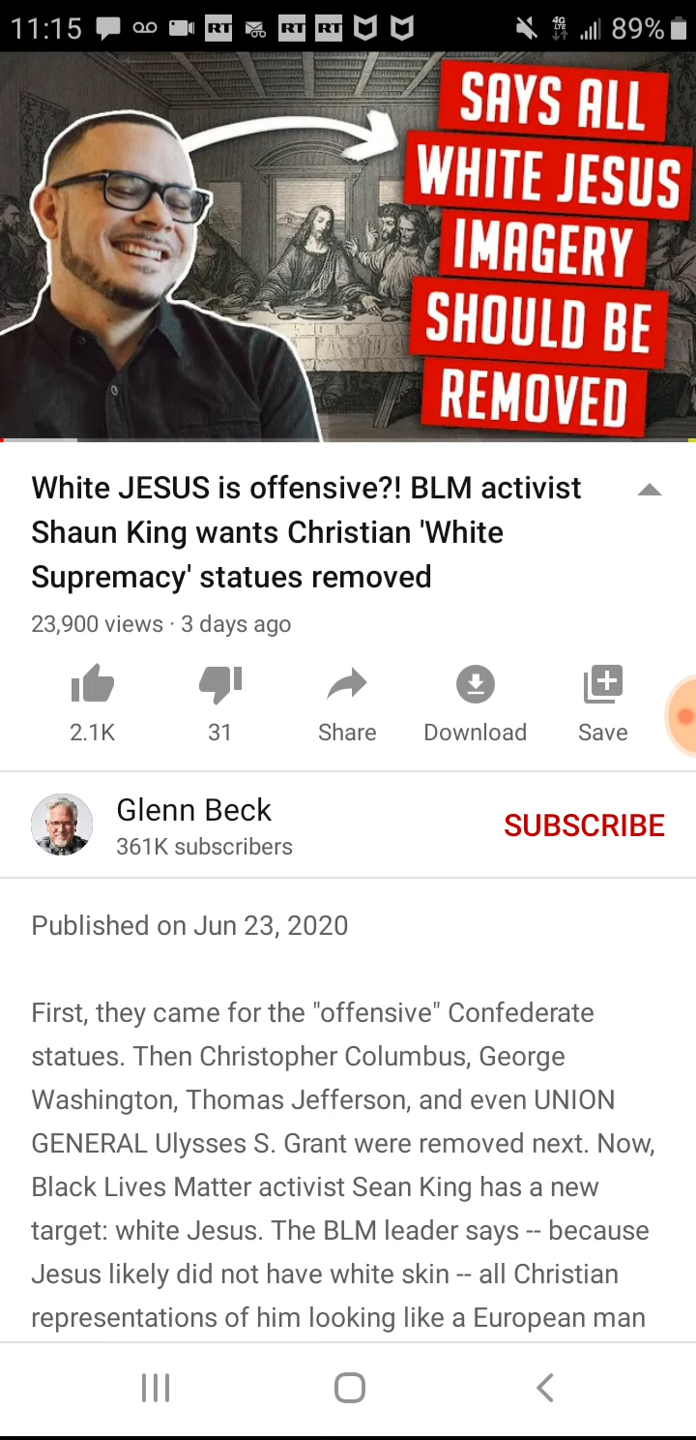 11:15 RT RT RT 4G LTE 89%
SAYS ALL
WHITE JESUS
IMAGERY
SHOULD BE
REMOVED
White JESUS is offensive?! BLM activist
Shaun King wants Christian 'White
Supremacy' statues removed
23,900 views · 3 days ago
2.1K 31 Share Download Save
Glenn Beck
361K subscribers
SUBSCRIBE
Published on Jun 23, 2020
First, they came for the "offensive" Confederate
statues. Then Christopher Columbus, George
Washington, Thomas Jefferson, and even UNION
GENERAL Ulysses S. Grant were removed next. Now,
Black Lives Matter activist Sean King has a new
target: white Jesus. The BLM leader says -- because
Jesus likely did not have white skin -- all Christian
representations of him looking like a European man